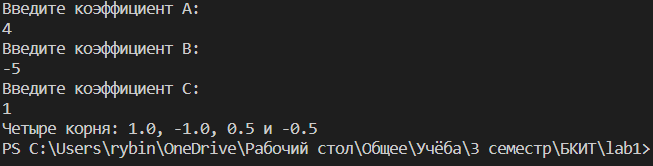 Введите коэффициент А:
4
Введите коэффициент В:
-5
Введите коэффициент С:
1
Четыре корня: 1.0, -1.0, 0.5 и -0.5
PS C:\Users\rybin\OneDrive\Рабочий стол\Общее\Учёба\3 семестр\БКИТ\lab1>